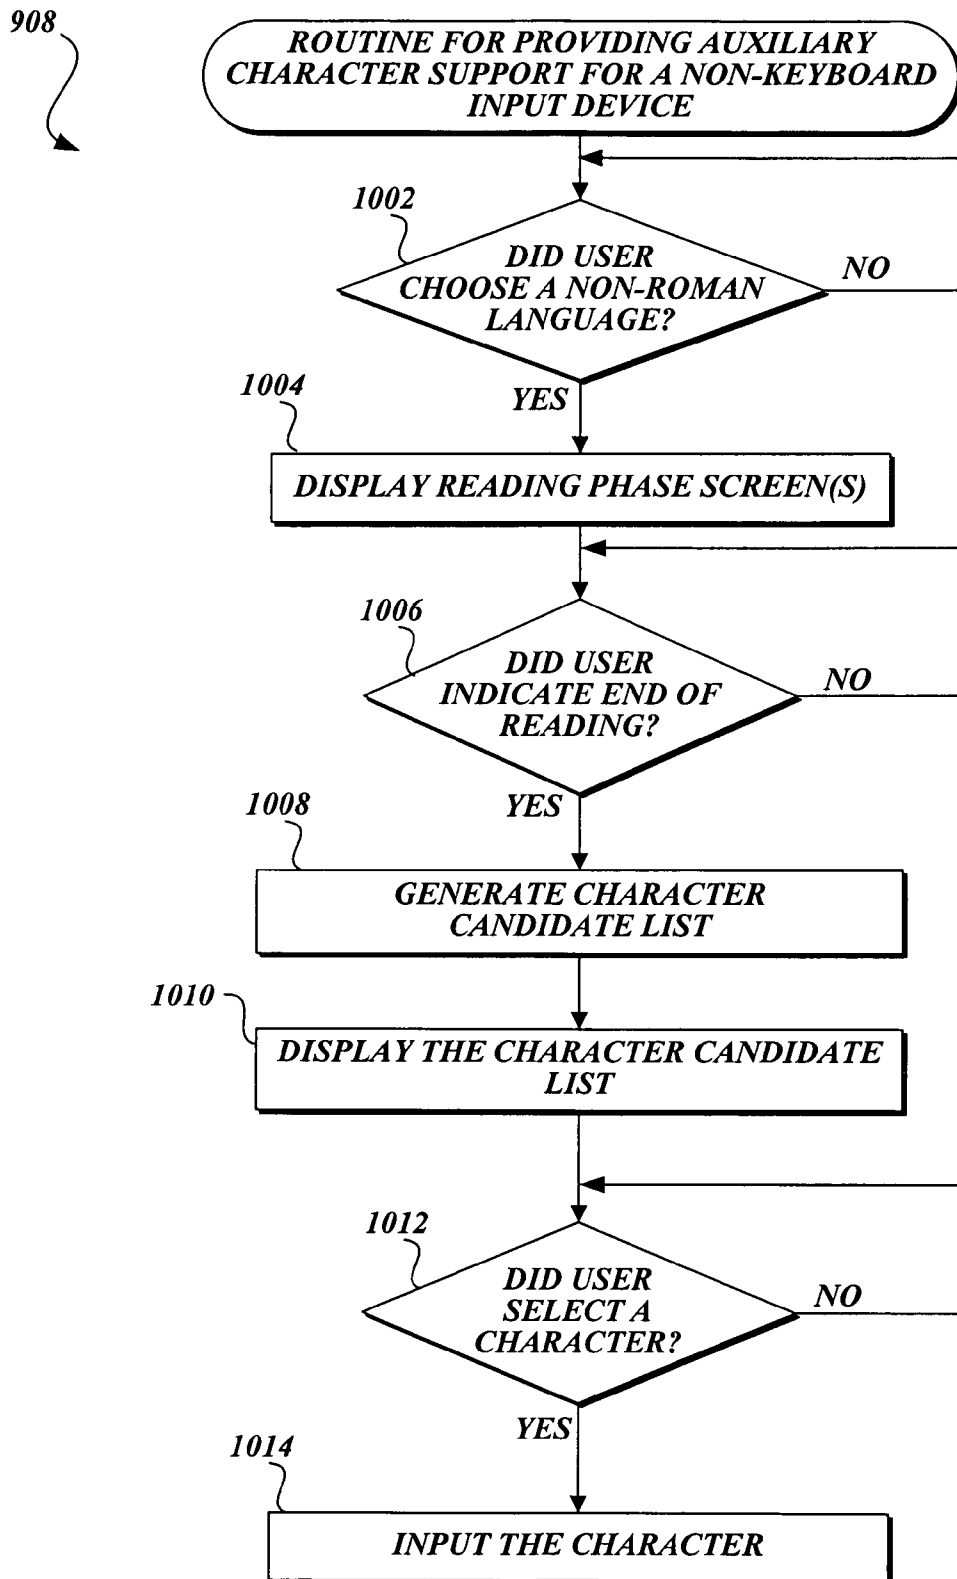 908
ROUTINE FOR PROVIDING AUXILIARY
CHARACTER SUPPORT FOR A NON-KEYBOARD
INPUT DEVICE
1002
DID USER
CHOOSE A NON-ROMAN
LANGUAGE?
NO
YES
1004
DISPLAY READING PHASE SCREEN(S)
1006
DID USER
INDICATE END OF
READING?
NO
YES
1008
GENERATE CHARACTER
CANDIDATE LIST
1010
DISPLAY THE CHARACTER CANDIDATE
LIST
1012
DID USER
SELECT A
CHARACTER?
NO
YES
1014
INPUT THE CHARACTER